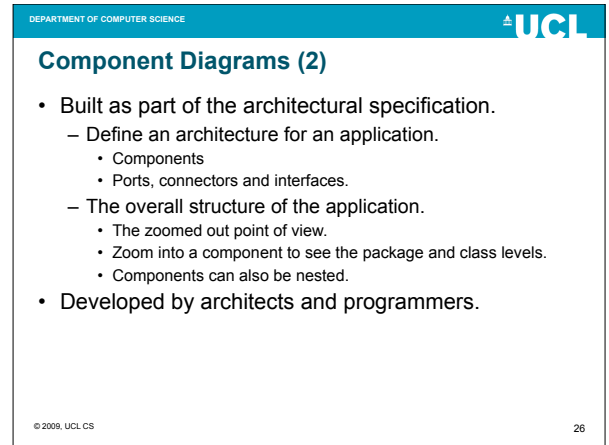 DEPARTMENT OF COMPUTER SCIENCE
UCL
Component Diagrams (2)
• Built as part of the architectural specification.
– Define an architecture for an application.
• Components
• Ports, connectors and interfaces.
– The overall structure of the application.
• The zoomed out point of view.
• Zoom into a component to see the package and class levels.
• Components can also be nested.
• Developed by architects and programmers.
© 2009, UCL CS
26